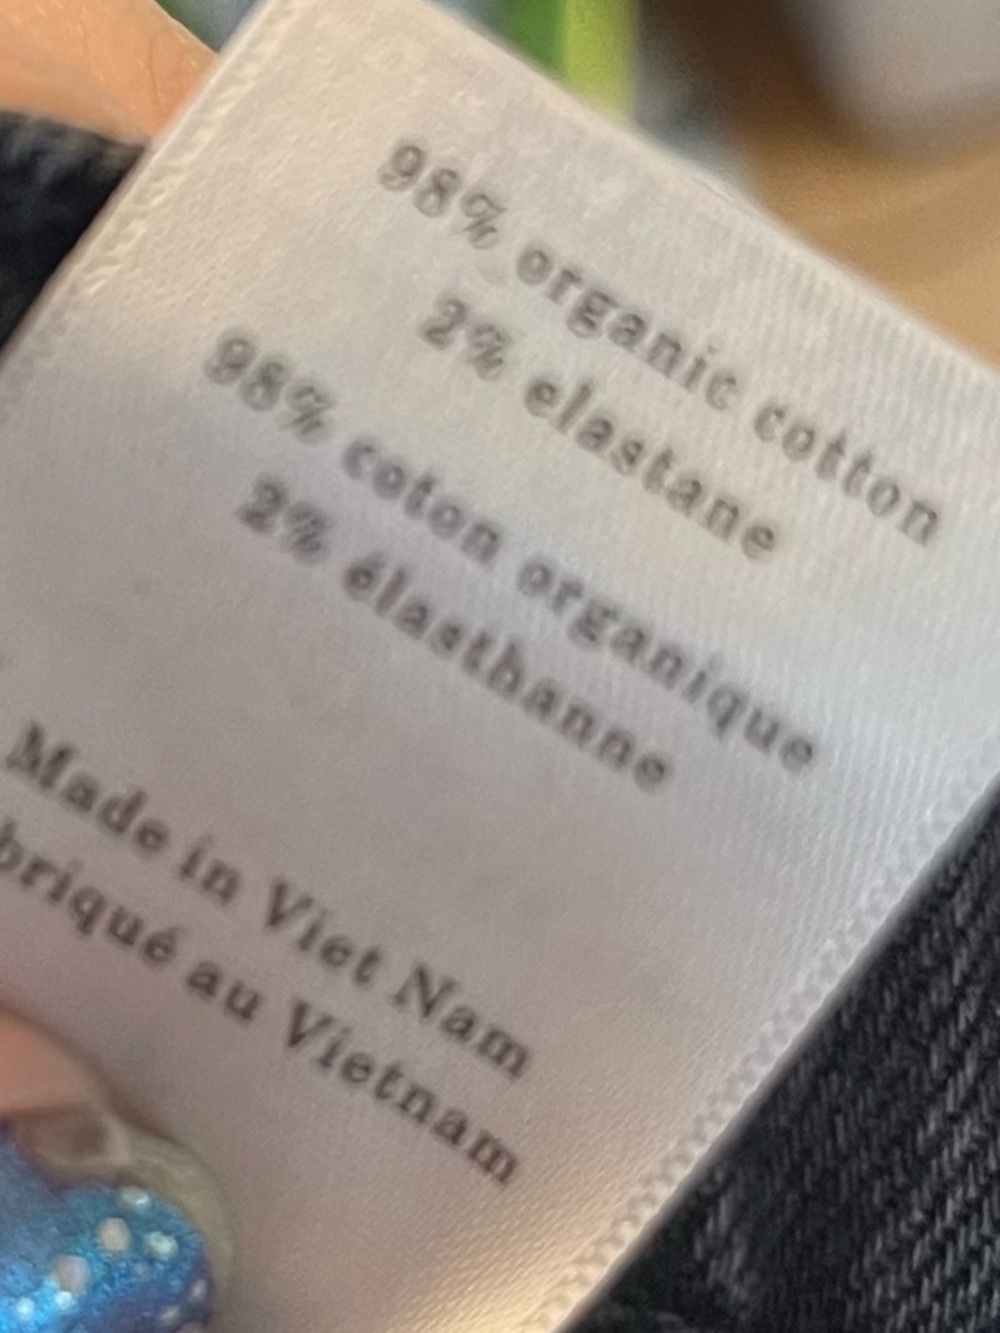 98% organic cotton
2% elastane
98% coton organique
2% élasthanne
Made in Viet Nam
briqué au Vietnam